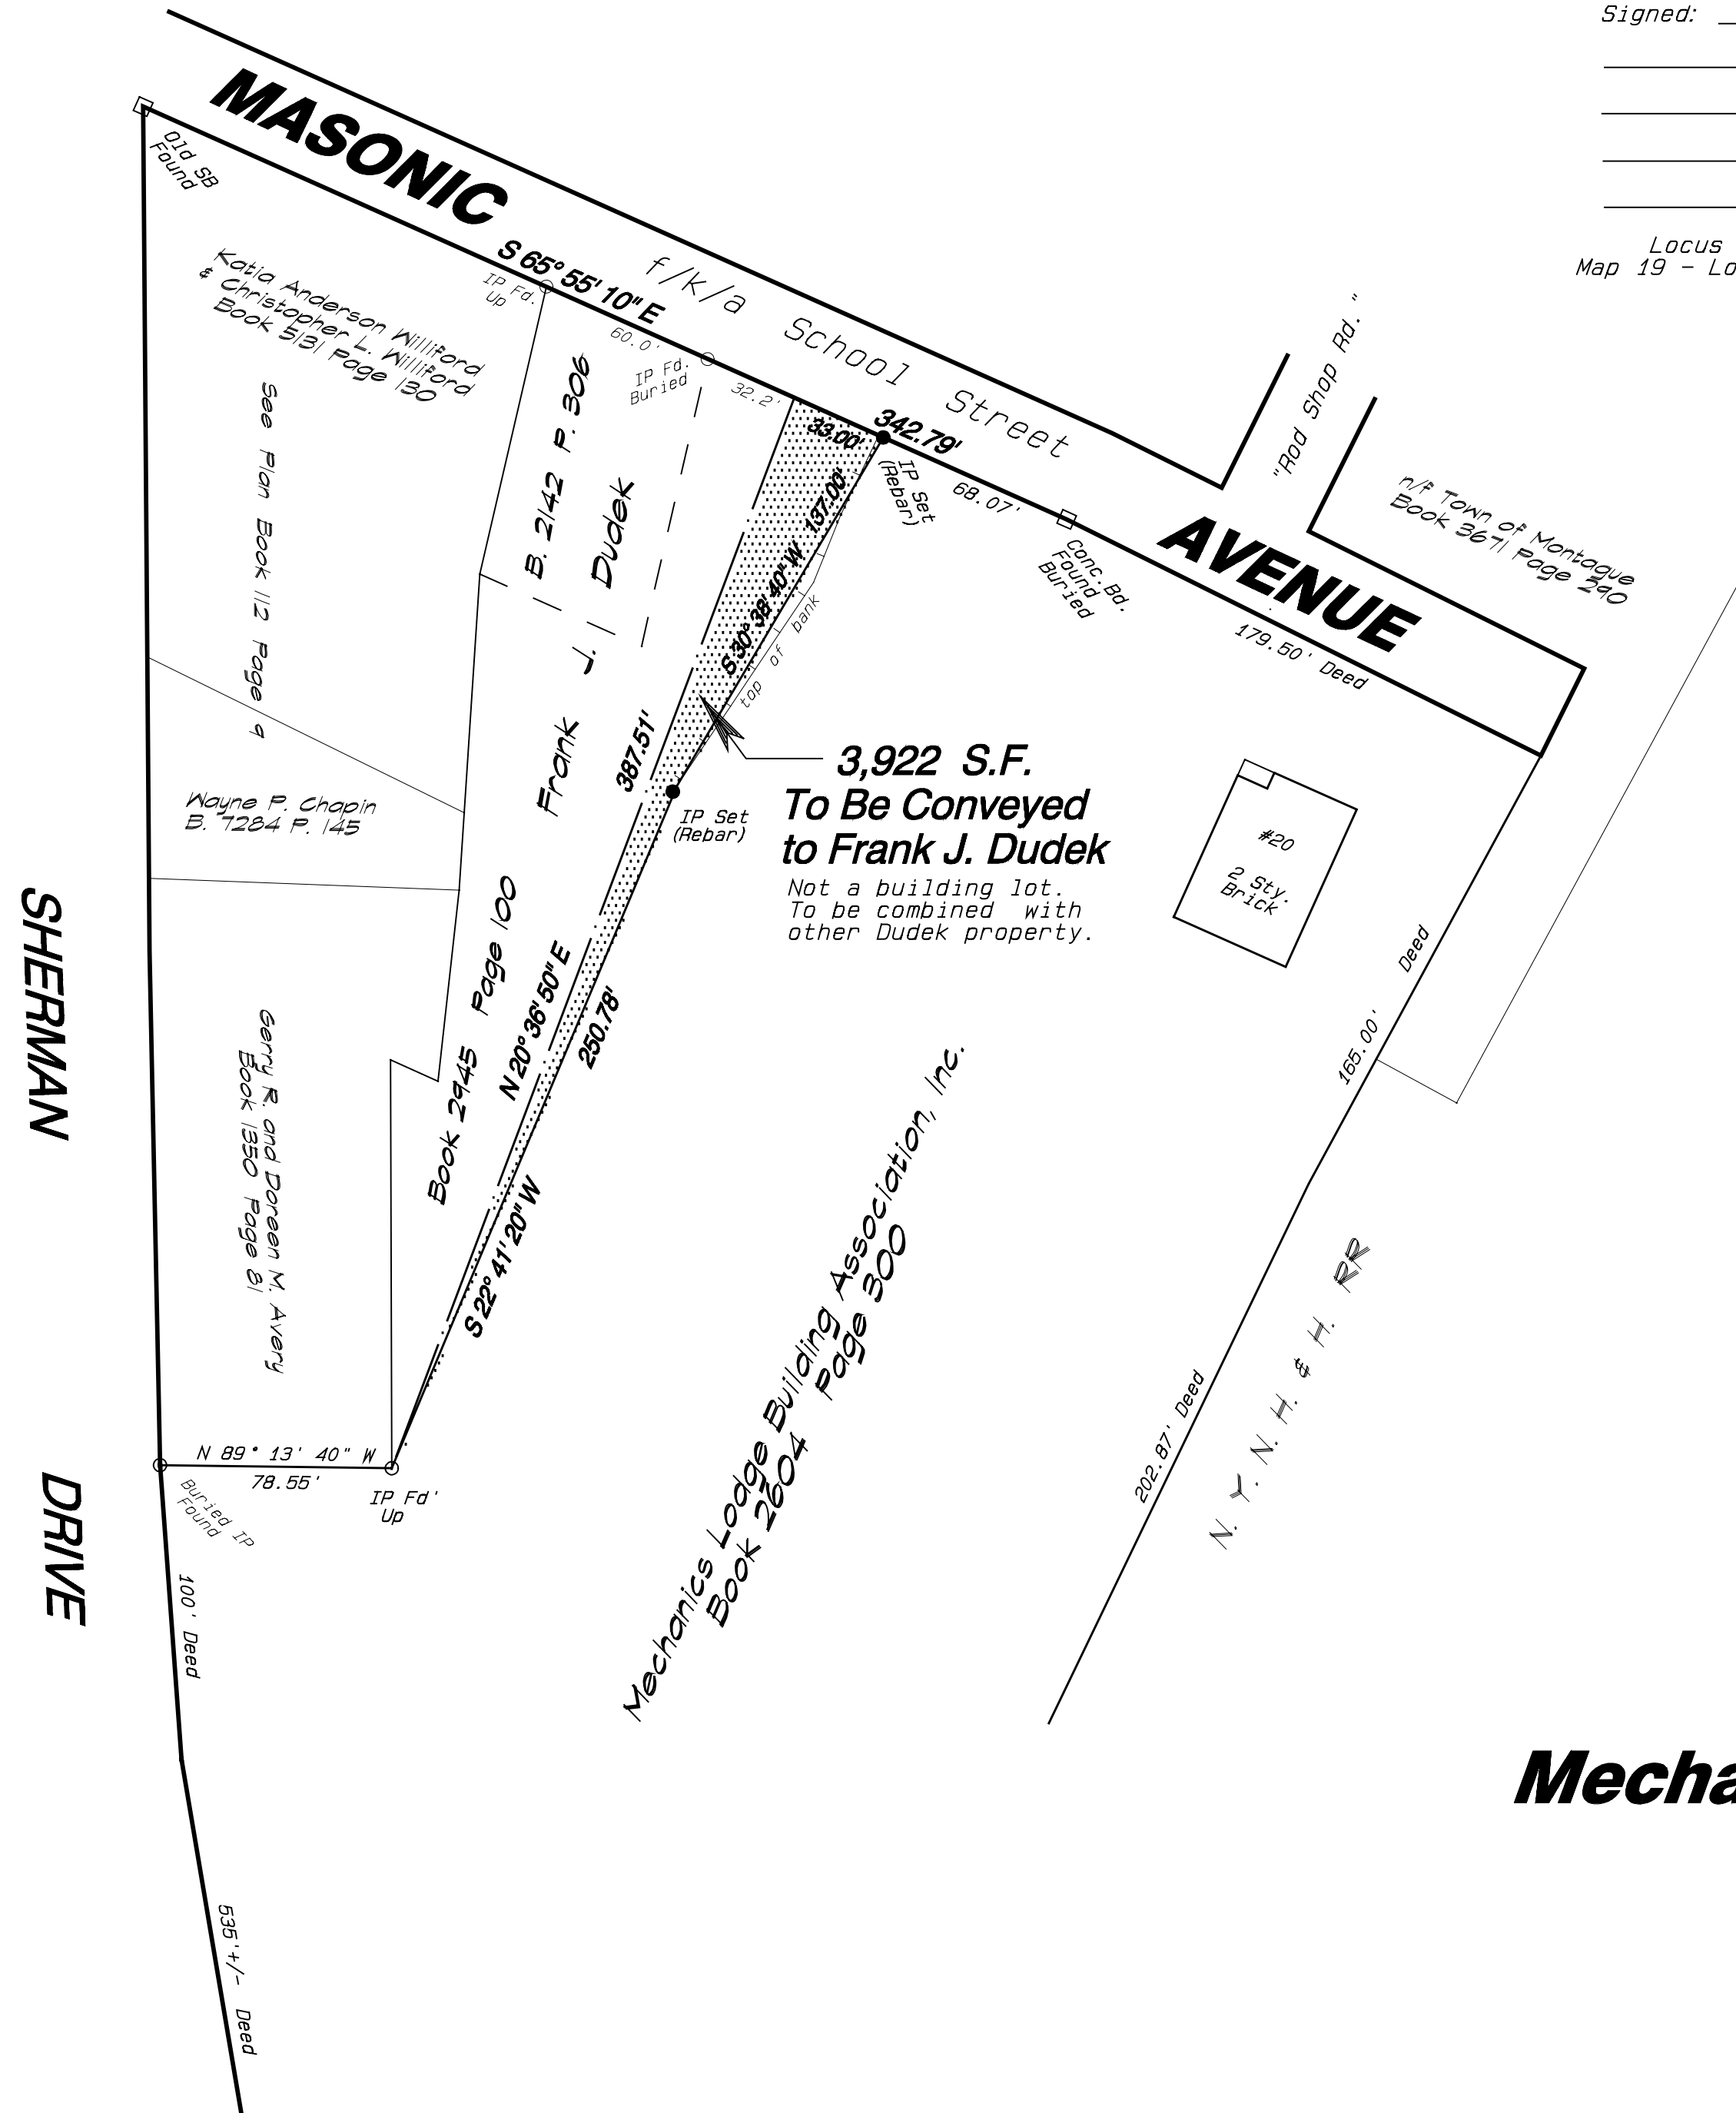 Signed:
Locus
Map 19 - Lo
MASONIC
AVENUE
f/k/a School Street
"Rod Shop Rd."
Old SB
Found
S 65° 55' 10" E
342.79'
IP Fd.
Up
60.0'
IP Fd.
Buried
32.2'
33.00'
IP Set
(Rebar)
68.07'
Conc. Bd.
Found
Buried
179.50' Deed
n/f Town of Montague
Book 3671 Page 290
Katia Anderson Williford
& Christopher L. Williford
Book 5131 Page 130
See Plan Book 112 Page 9
B. 2142 P. 306
Frank J. Dudek
Book 2945 Page 100
S 30° 38' 40" W 137.00'
top of bank
387.51'
N 20° 36' 50" E
IP Set
(Rebar)
250.78'
S 22° 41' 20" W
3,922 S.F.
To Be Conveyed
to Frank J. Dudek
Not a building lot.
To be combined with
other Dudek property.
#20
2 Sty.
Brick
Wayne P. Chapin
B. 7284 P. 145
Gerry R. and Doreen M. Avery
Book 1350 Page 81
SHERMAN
DRIVE
N 89° 13' 40" W
78.55'
IP Fd'
Up
Buried IP
Found
100' Deed
535'+/- Deed
Mechanics Lodge Building Association, Inc.
Book 2604 Page 300
165.00' Deed
202.87' Deed
N. Y. N. H. & H. RR
Mecha